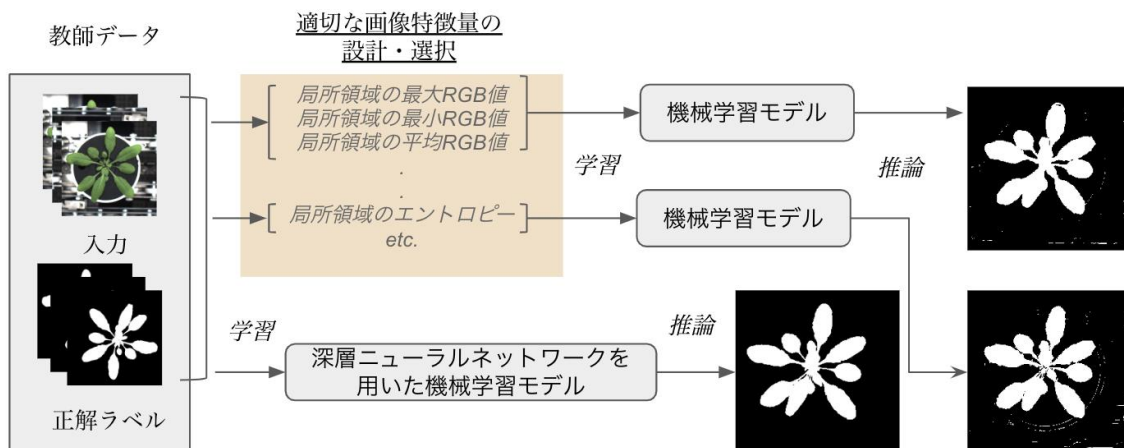 教師データ
適切な画像特徴量の
設計・選択
局所領域の最大RGB値
局所領域の最小RGB値
局所領域の平均RGB値
.
.
局所領域のエントロピー
etc.
学習
機械学習モデル
機械学習モデル
推論
入力
正解ラベル
学習
深層ニューラルネットワークを
用いた機械学習モデル
推論